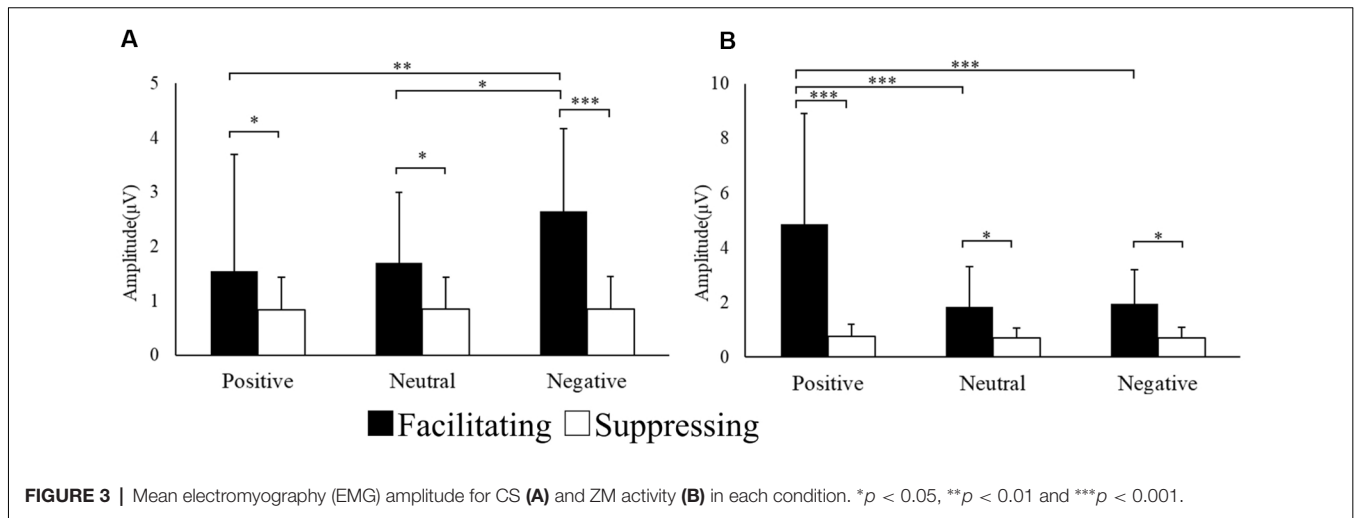 A
B
**
***
*
***
***
***
*
*
*
*
5
4
3
2
1
0
Amplitude(μV)
10
8
6
4
2
0
Amplitude(μV)
Positive
Neutral
Negative
Positive
Neutral
Negative
Facilitating Suppressing
FIGURE 3 | Mean electromyography (EMG) amplitude for CS (A) and ZM activity (B) in each condition. *p < 0.05, **p < 0.01 and ***p < 0.001.